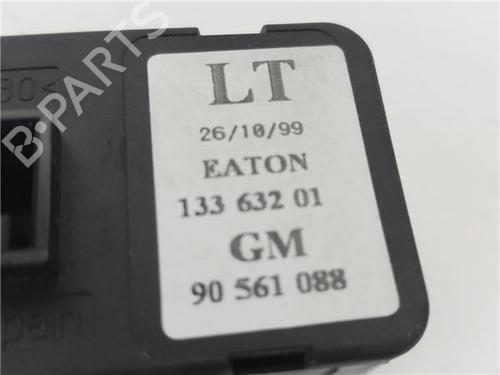 LT
26/10/99
EATON
133 632 01
GM
90 561 088
B-PARTS